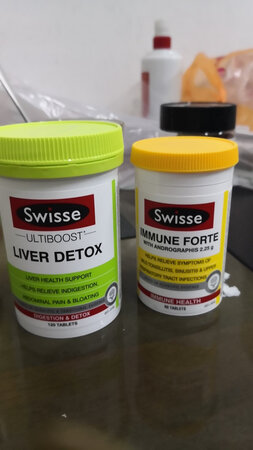 Swisse
ULTIBOOST
LIVER DETOX
LIVER HEALTH SUPPORT
HELPS RELIEVE INDIGESTION,
ABDOMINAL PAIN & BLOATING
DIGESTION & DETOX
120 TABLETS
Swisse
IMMUNE FORTE
WITH ANDROGRAPHIS 2.25 g
HELPS RELIEVE SYMPTOMS OF
MILD TONSILLITIS, SINUSITIS & UPPER
RESPIRATORY TRACT INFECTIONS
IMMUNE HEALTH
TABLETS